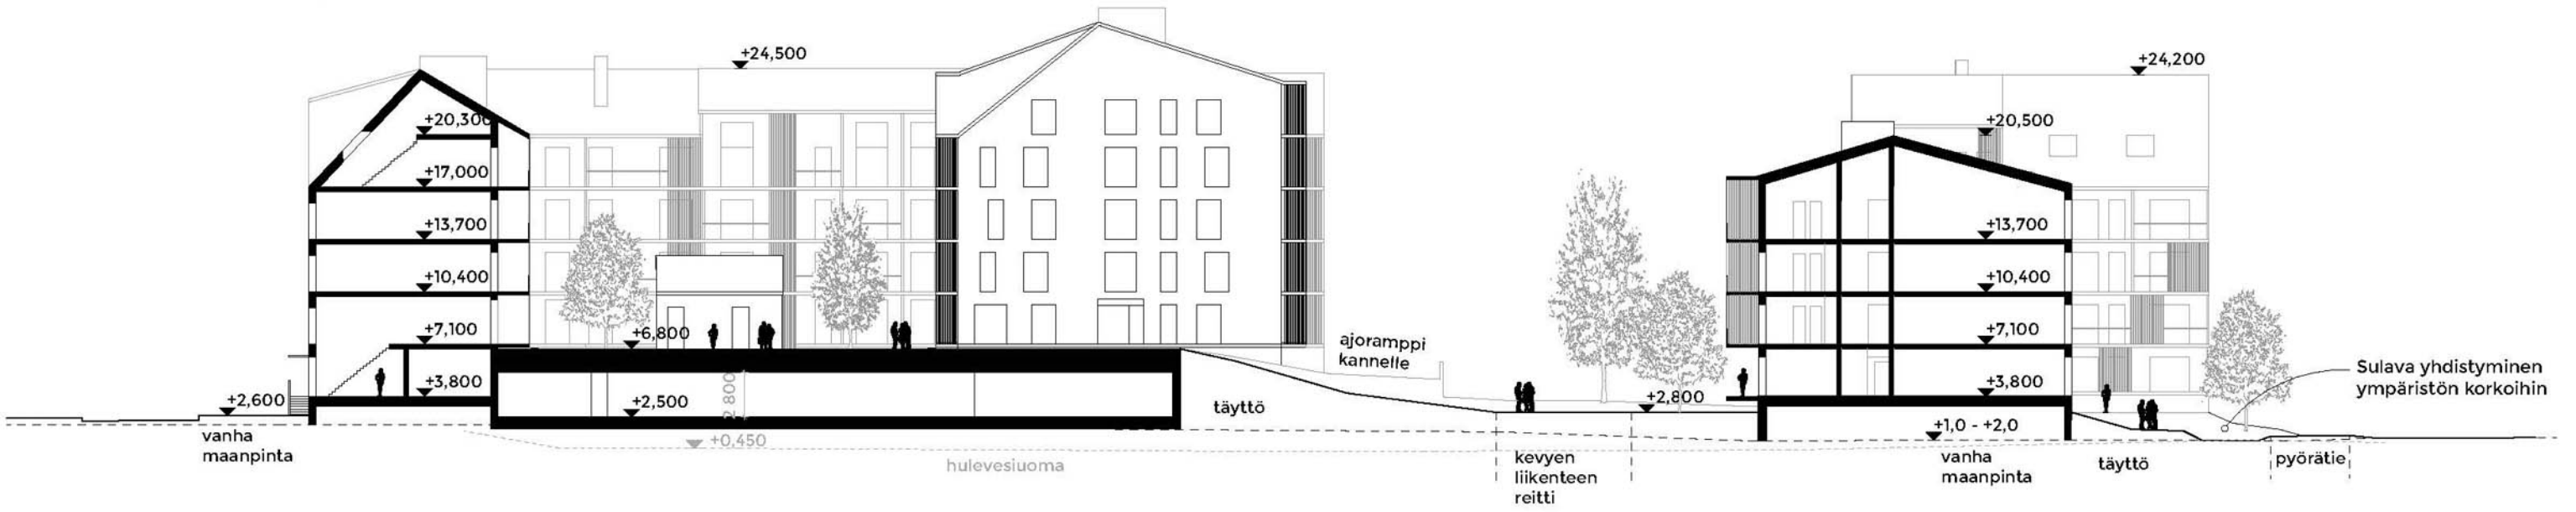 +24,500
+20,300
+17,000
+13,700
+10,400
+7,100
+3,800
+2,600
vanha
maanpinta
+6,800
2 800
+2,500
+0,450
hulevesiuoma
täyttö
ajoramppi
kannelle
+2,800
kevyen
liikenteen
reitti
+24,200
+20,500
+13,700
+10,400
+7,100
+3,800
+1,0 - +2,0
vanha
maanpinta
täyttö
pyörätie
Sulava yhdistyminen
ympäristön korkoihin